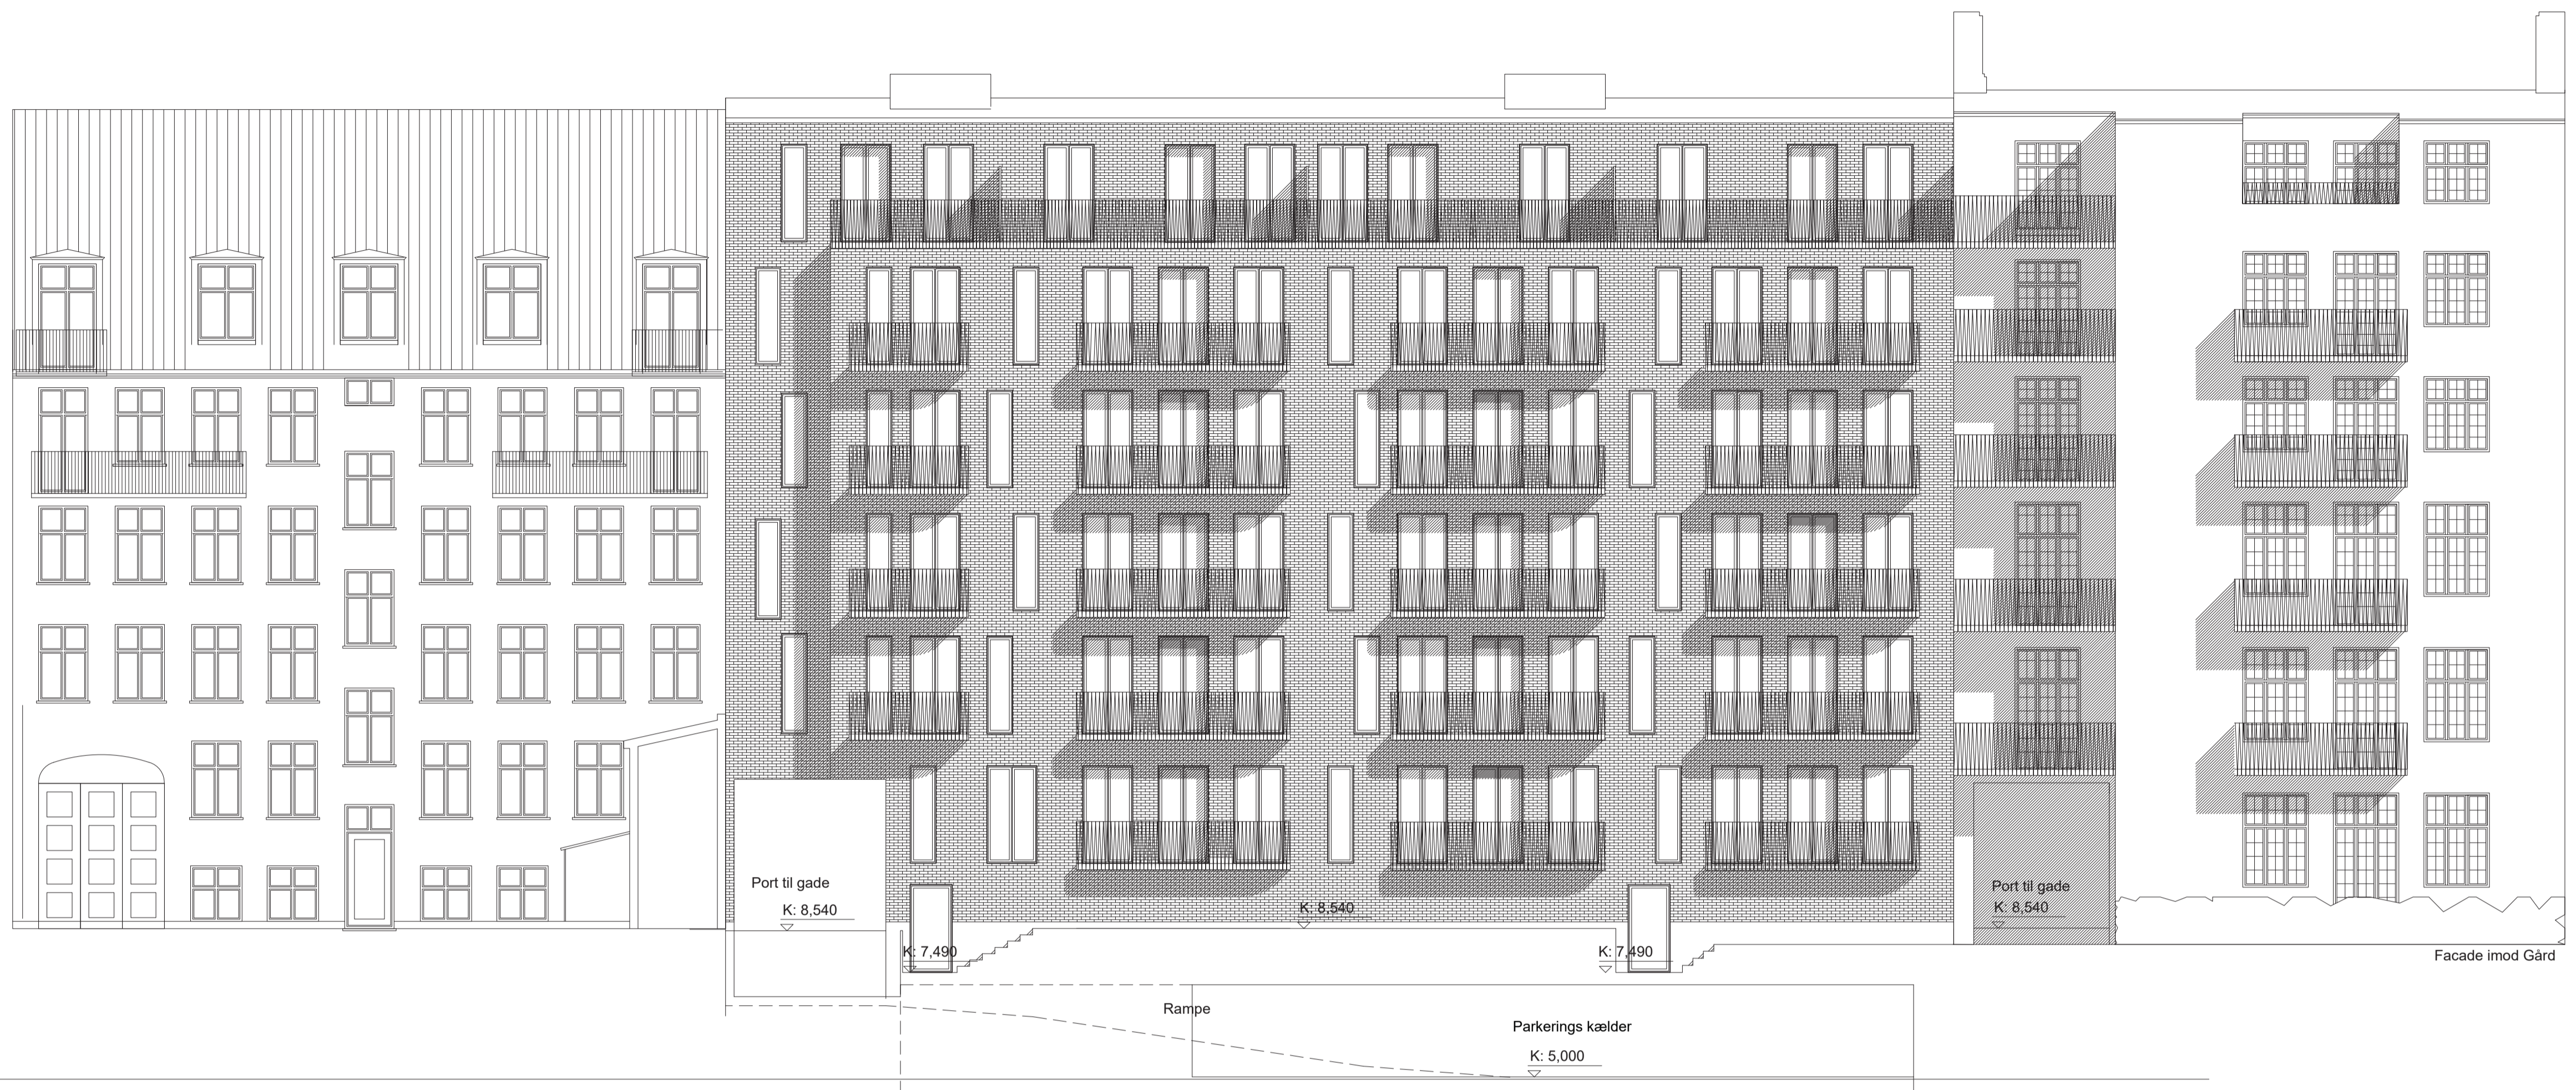 Port til gade
K: 8,540
K: 7,490
K: 8,540
K: 7,490
Port til gade
K: 8,540
Facade imod Gård
Rampe
Parkerings kælder
K: 5,000